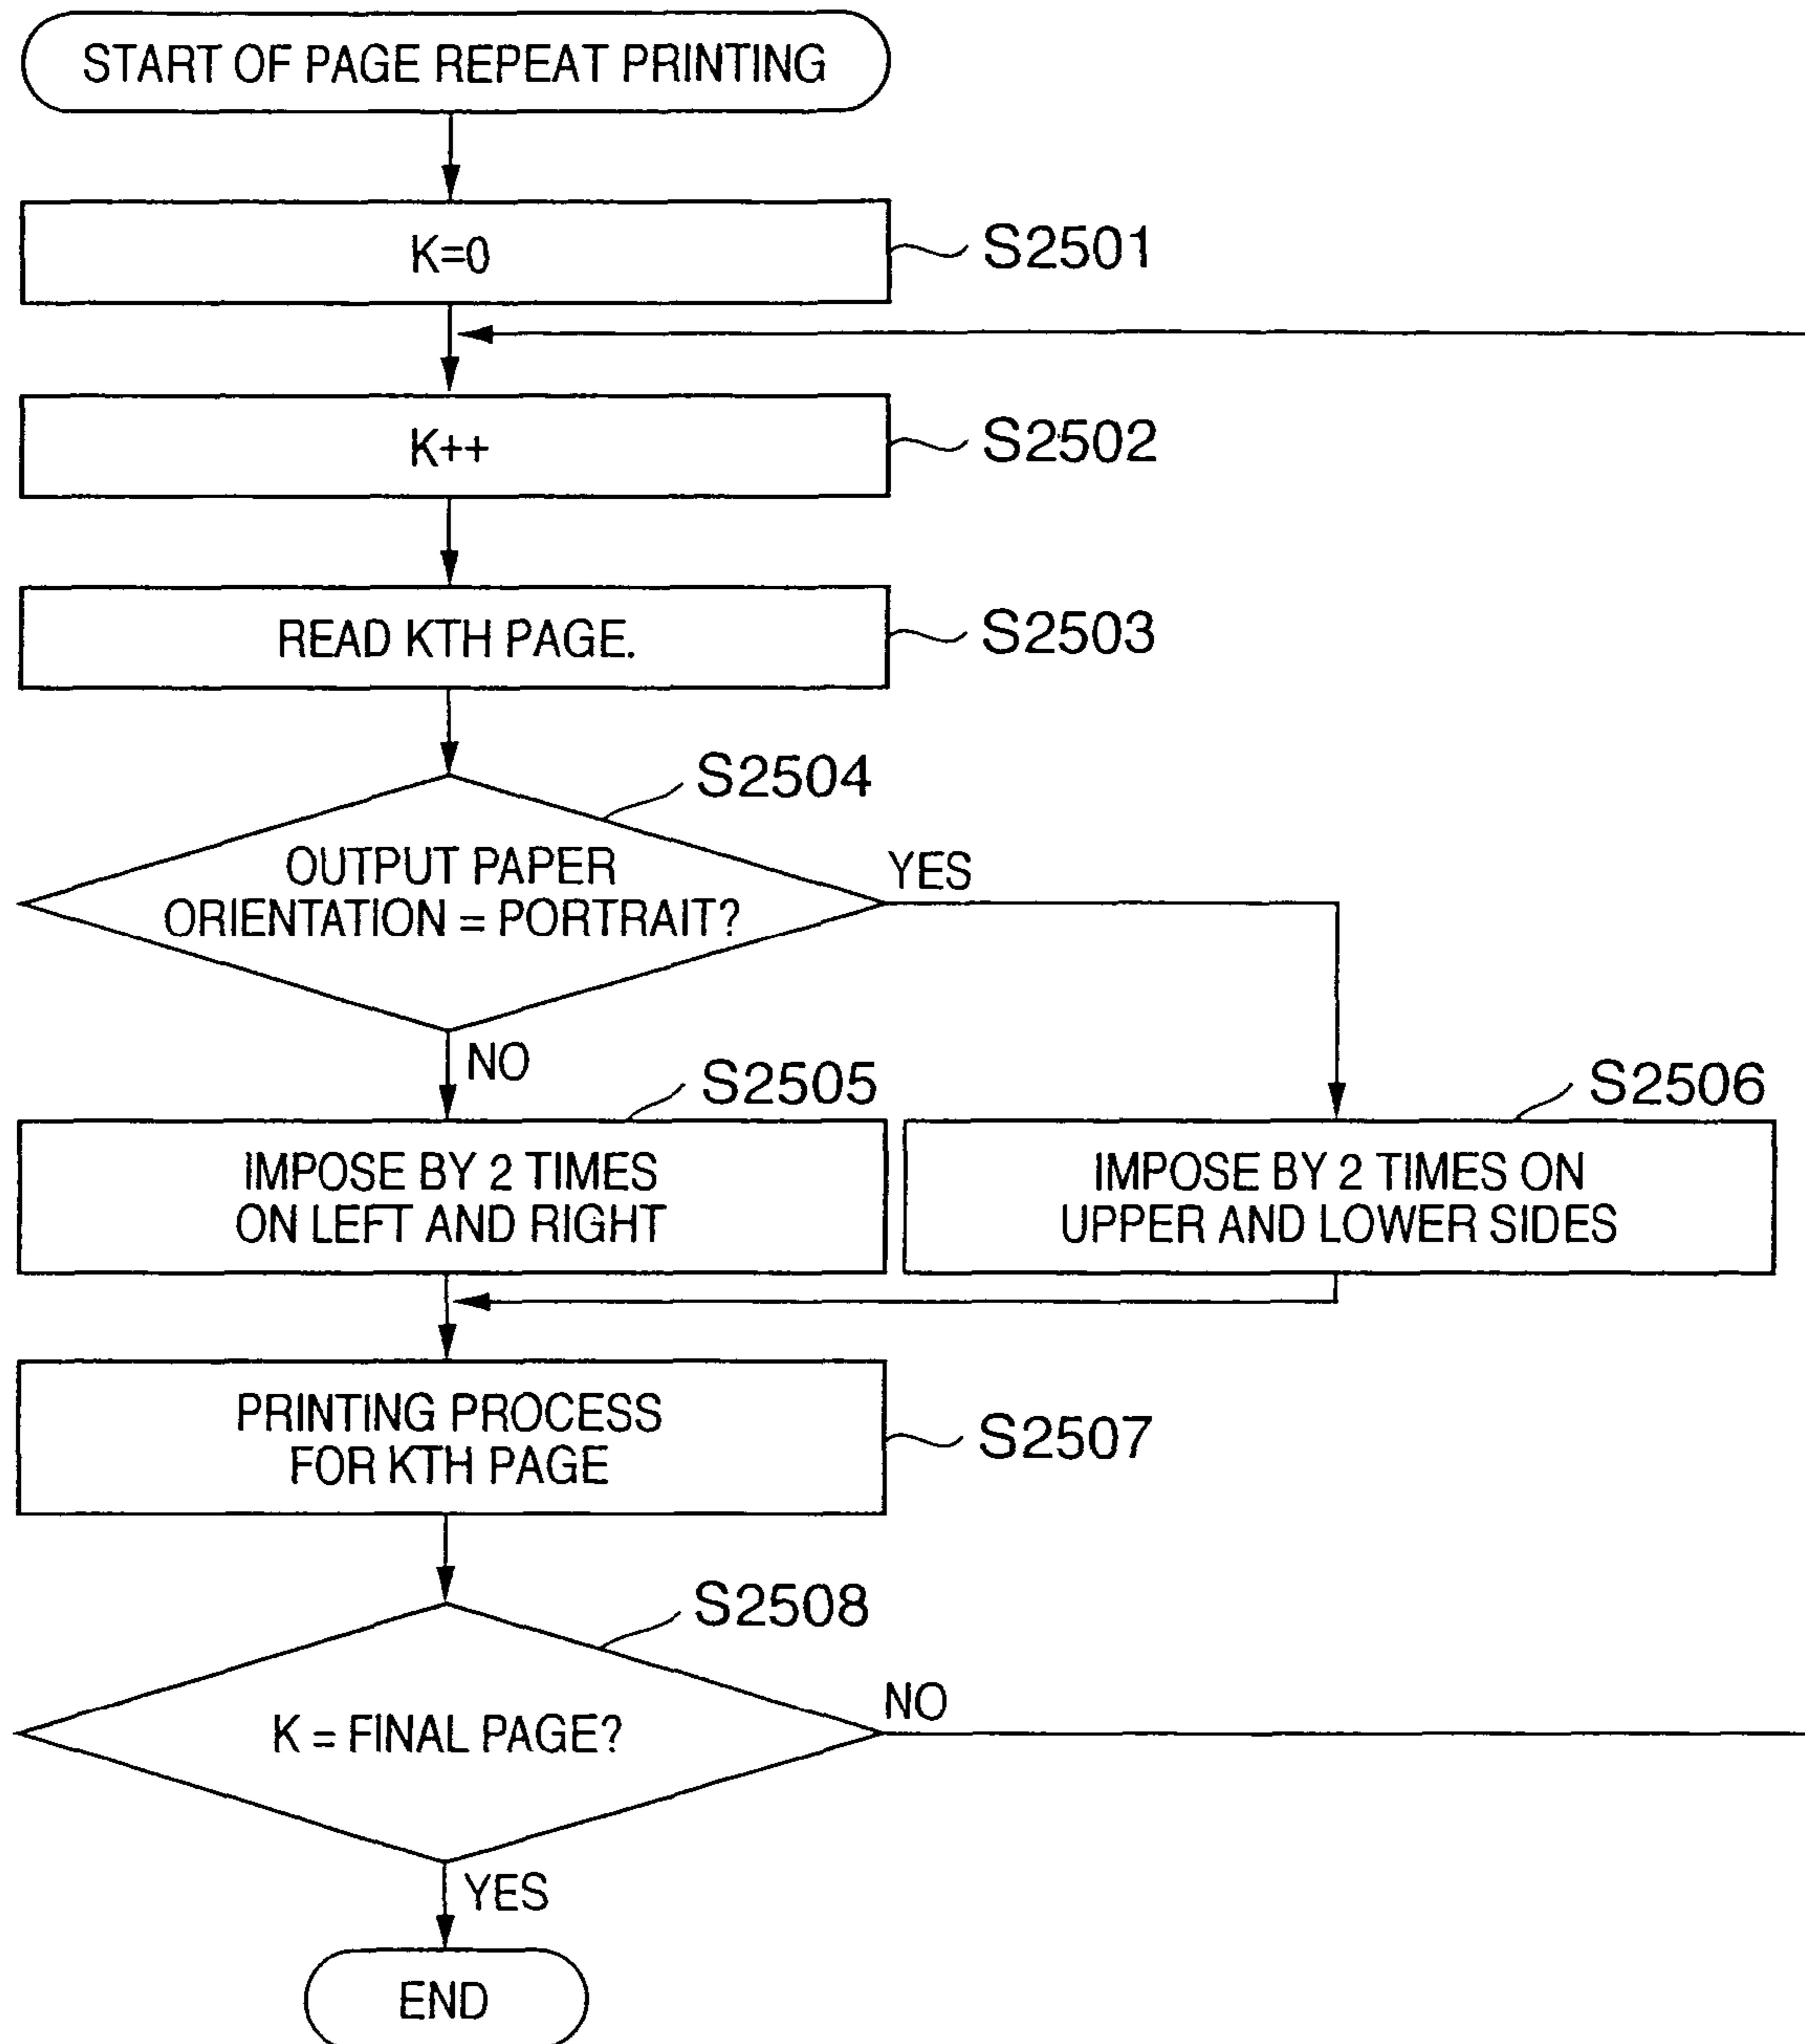 START OF PAGE REPEAT PRINTING
K=0
S2501
K++
S2502
READ KTH PAGE.
S2503
S2504
OUTPUT PAPER
ORIENTATION = PORTRAIT?
YES
NO
S2505
IMPOSE BY 2 TIMES
ON LEFT AND RIGHT
S2506
IMPOSE BY 2 TIMES ON
UPPER AND LOWER SIDES
PRINTING PROCESS
FOR KTH PAGE
S2507
S2508
K = FINAL PAGE?
NO
YES
END